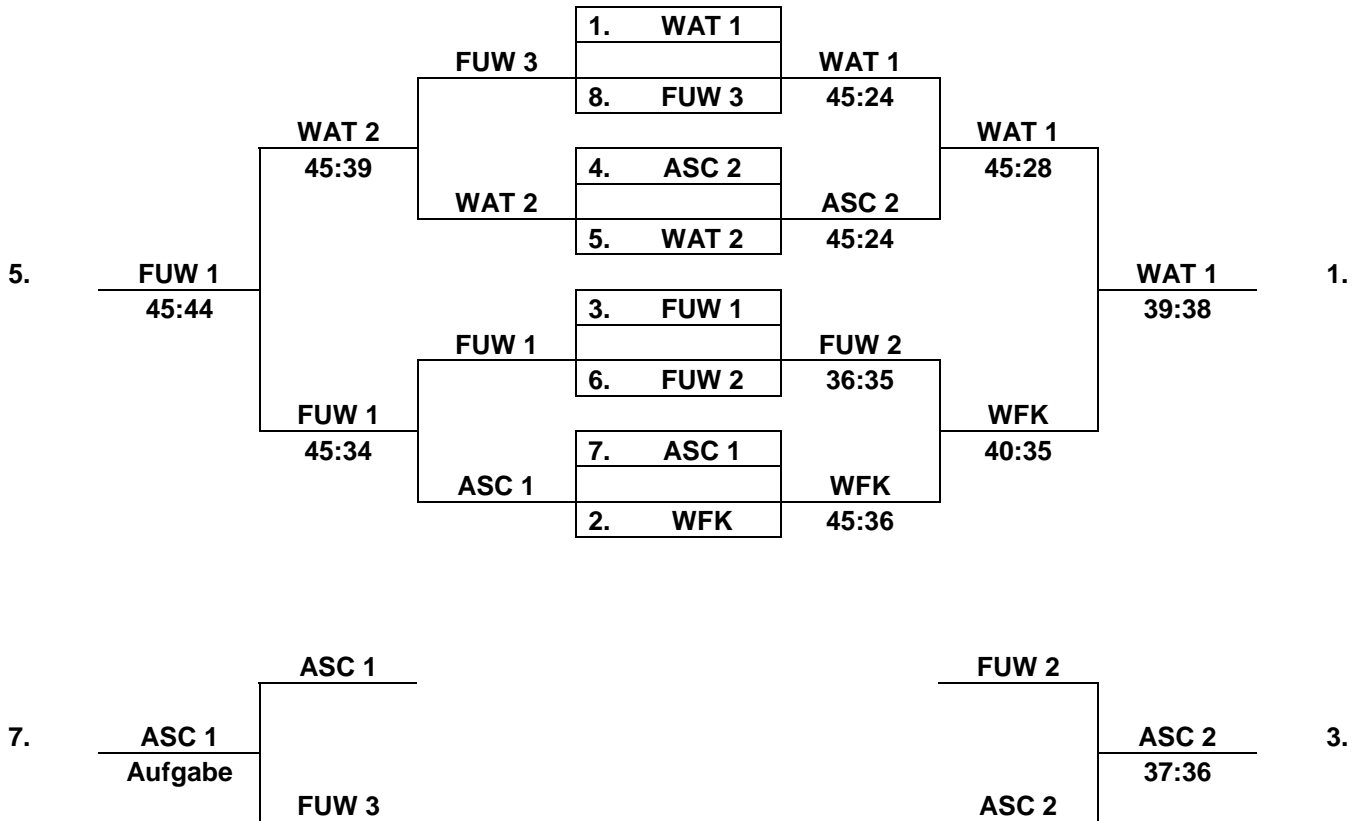 1. WAT 1
FUW 3 WAT 1
8. FUW 3 45:24
WAT 2 WAT 1
45:39 4. ASC 2 45:28
WAT 2 ASC 2
5. WAT 2 45:24
5. FUW 1 WAT 1 1.
45:44 3. FUW 1 39:38
FUW 1 FUW 2
6. FUW 2 36:35
FUW 1 WFK
45:34 7. ASC 1 40:35
ASC 1 WFK
2. WFK 45:36
ASC 1 FUW 2
7. ASC 1 ASC 2 3.
Aufgabe 37:36
FUW 3 ASC 2